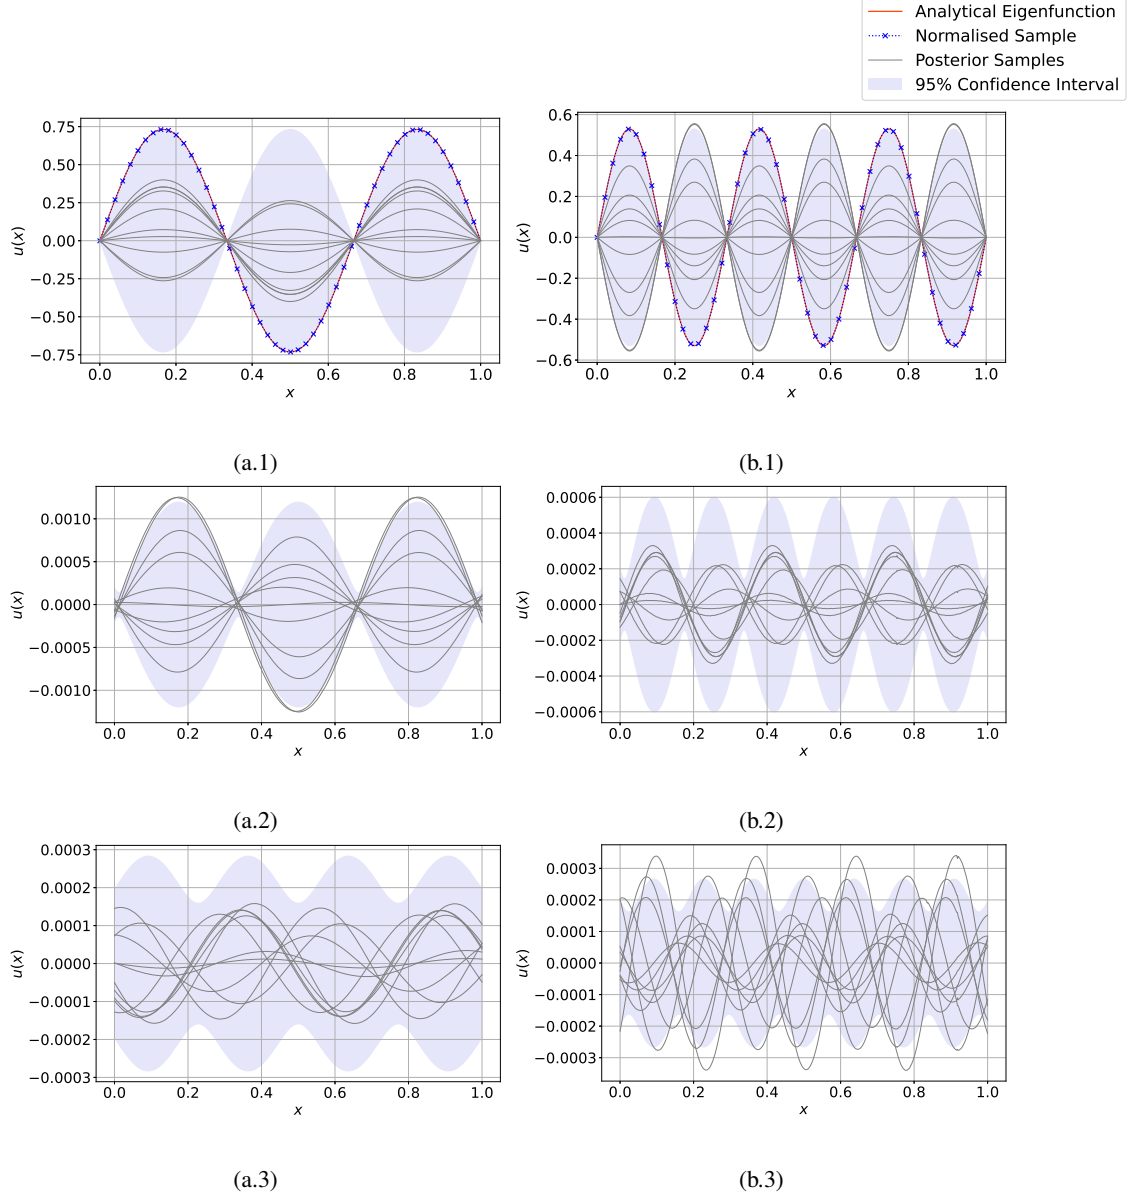 Analytical Eigenfunction
Normalised Sample
Posterior Samples
95% Confidence Interval
0.75
0.50
0.25
0.00
−0.25
−0.50
−0.75
u(x)
0.0 0.2 0.4 0.6 0.8 1.0
x
(a.1)
0.6
0.4
0.2
0.0
−0.2
−0.4
−0.6
u(x)
0.0 0.2 0.4 0.6 0.8 1.0
x
(b.1)
0.0010
0.0005
0.0000
−0.0005
−0.0010
u(x)
0.0 0.2 0.4 0.6 0.8 1.0
x
(a.2)
0.0006
0.0004
0.0002
0.0000
−0.0002
−0.0004
−0.0006
u(x)
0.0 0.2 0.4 0.6 0.8 1.0
x
(b.2)
0.0003
0.0002
0.0001
0.0000
−0.0001
−0.0002
−0.0003
u(x)
0.0 0.2 0.4 0.6 0.8 1.0
x
(a.3)
0.0003
0.0002
0.0001
0.0000
−0.0001
−0.0002
−0.0003
u(x)
0.0 0.2 0.4 0.6 0.8 1.0
x
(b.3)